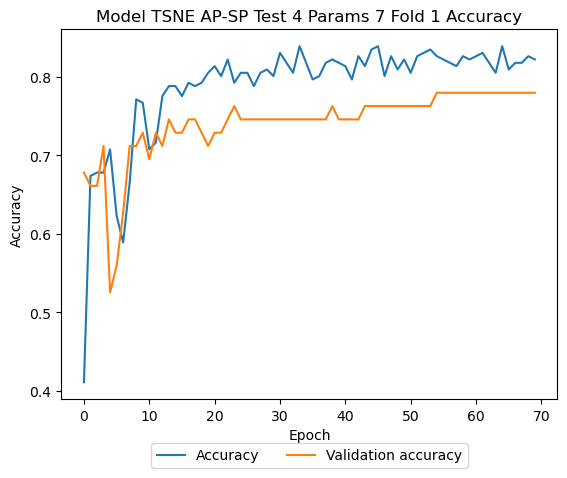 Model TSNE AP-SP Test 4 Params 7 Fold 1 Accuracy
Accuracy
0.8
0.7
0.6
0.5
0.4
0 10 20 30 40 50 60 70
Epoch
Accuracy Validation accuracy